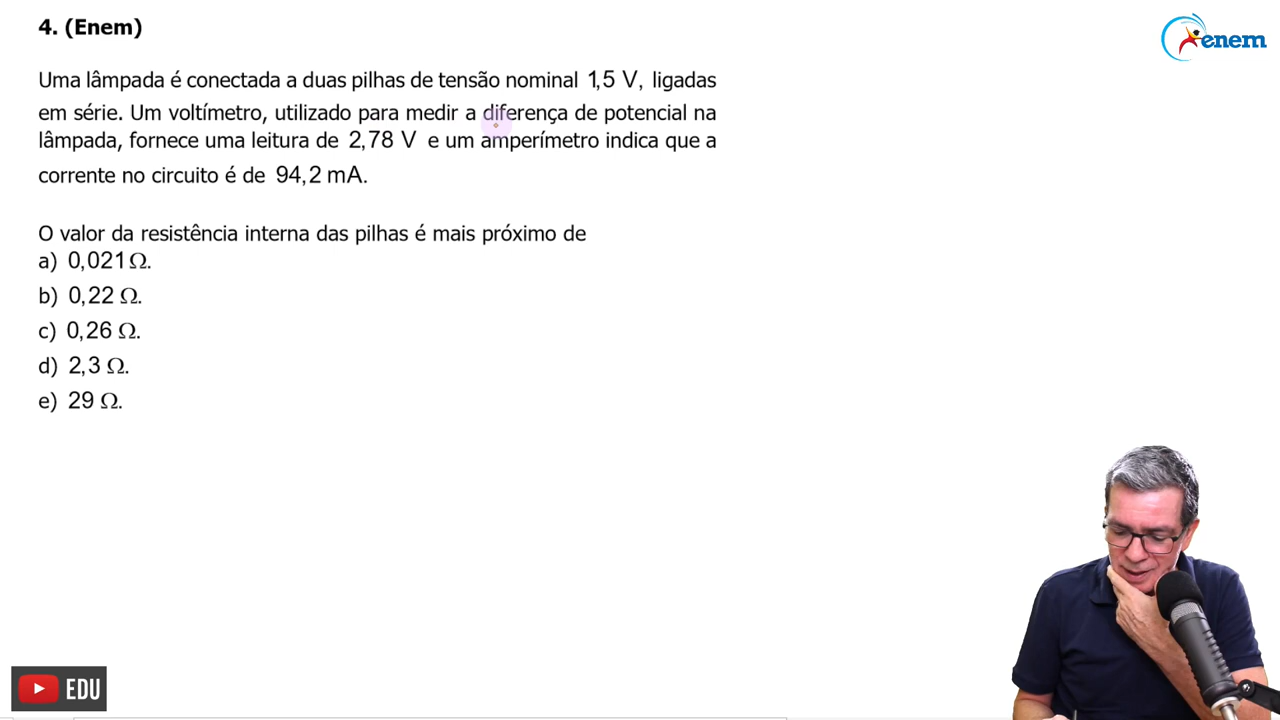 4. (Enem)
enem
Uma lâmpada é conectada a duas pilhas de tensão nominal 1,5 V, ligadas
em série. Um voltímetro, utilizado para medir a diferença de potencial na
lâmpada, fornece uma leitura de 2,78 V e um amperímetro indica que a
corrente no circuito é de 94,2 mA.
O valor da resistência interna das pilhas é mais próximo de
a) 0,021 Ω.
b) 0,22 Ω.
c) 0,26 Ω.
d) 2,3 Ω.
e) 29 Ω.
EDU